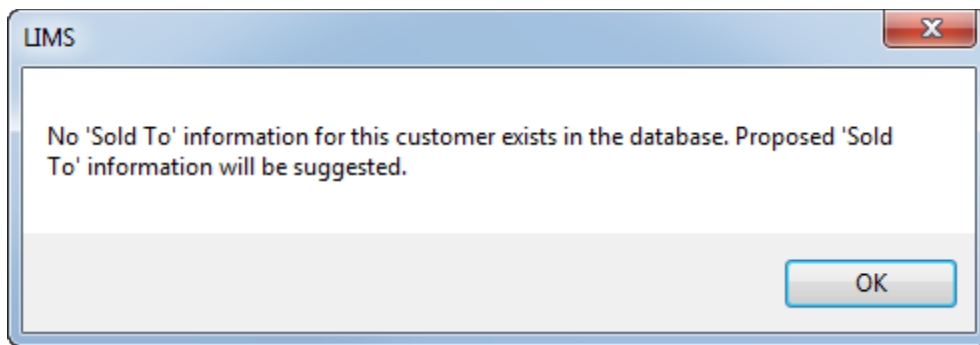 LIMS
No 'Sold To' information for this customer exists in the database. Proposed 'Sold
To' information will be suggested.
OK